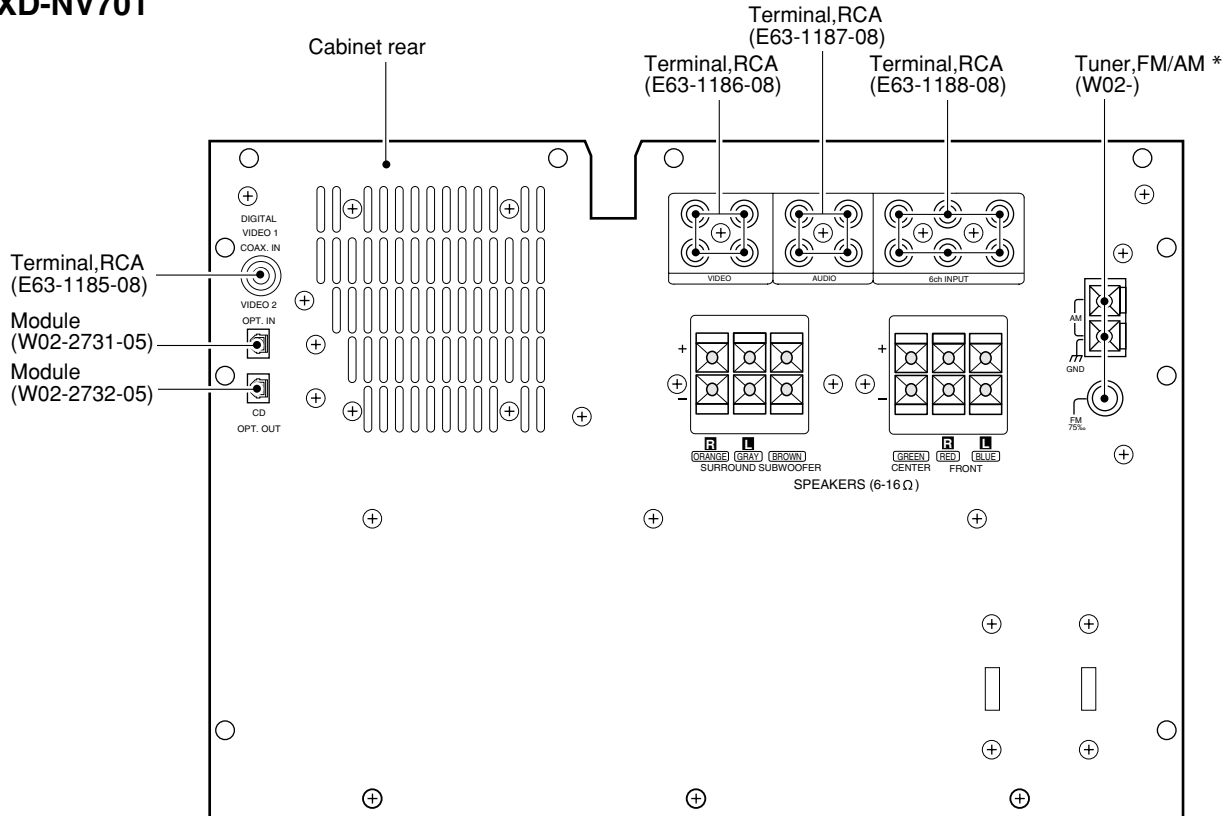 XD-NV701
Cabinet rear
Terminal,RCA
(E63-1187-08)
Terminal,RCA
(E63-1186-08)
Terminal,RCA
(E63-1188-08)
Tuner,FM/AM *
(W02-)
DIGITAL
VIDEO 1
COAX. IN
Terminal,RCA
(E63-1185-08)
VIDEO 2
OPT. IN
Module
(W02-2731-05)
Module
(W02-2732-05)
CD
OPT. OUT
VIDEO
AUDIO
6ch INPUT
AM
GND
FM
75‰
+
−
+
−
R L
ORANGE GRAY BROWN
SURROUND SUBWOOFER
R L
GREEN RED BLUE
CENTER FRONT
SPEAKERS (6-16 Ω )